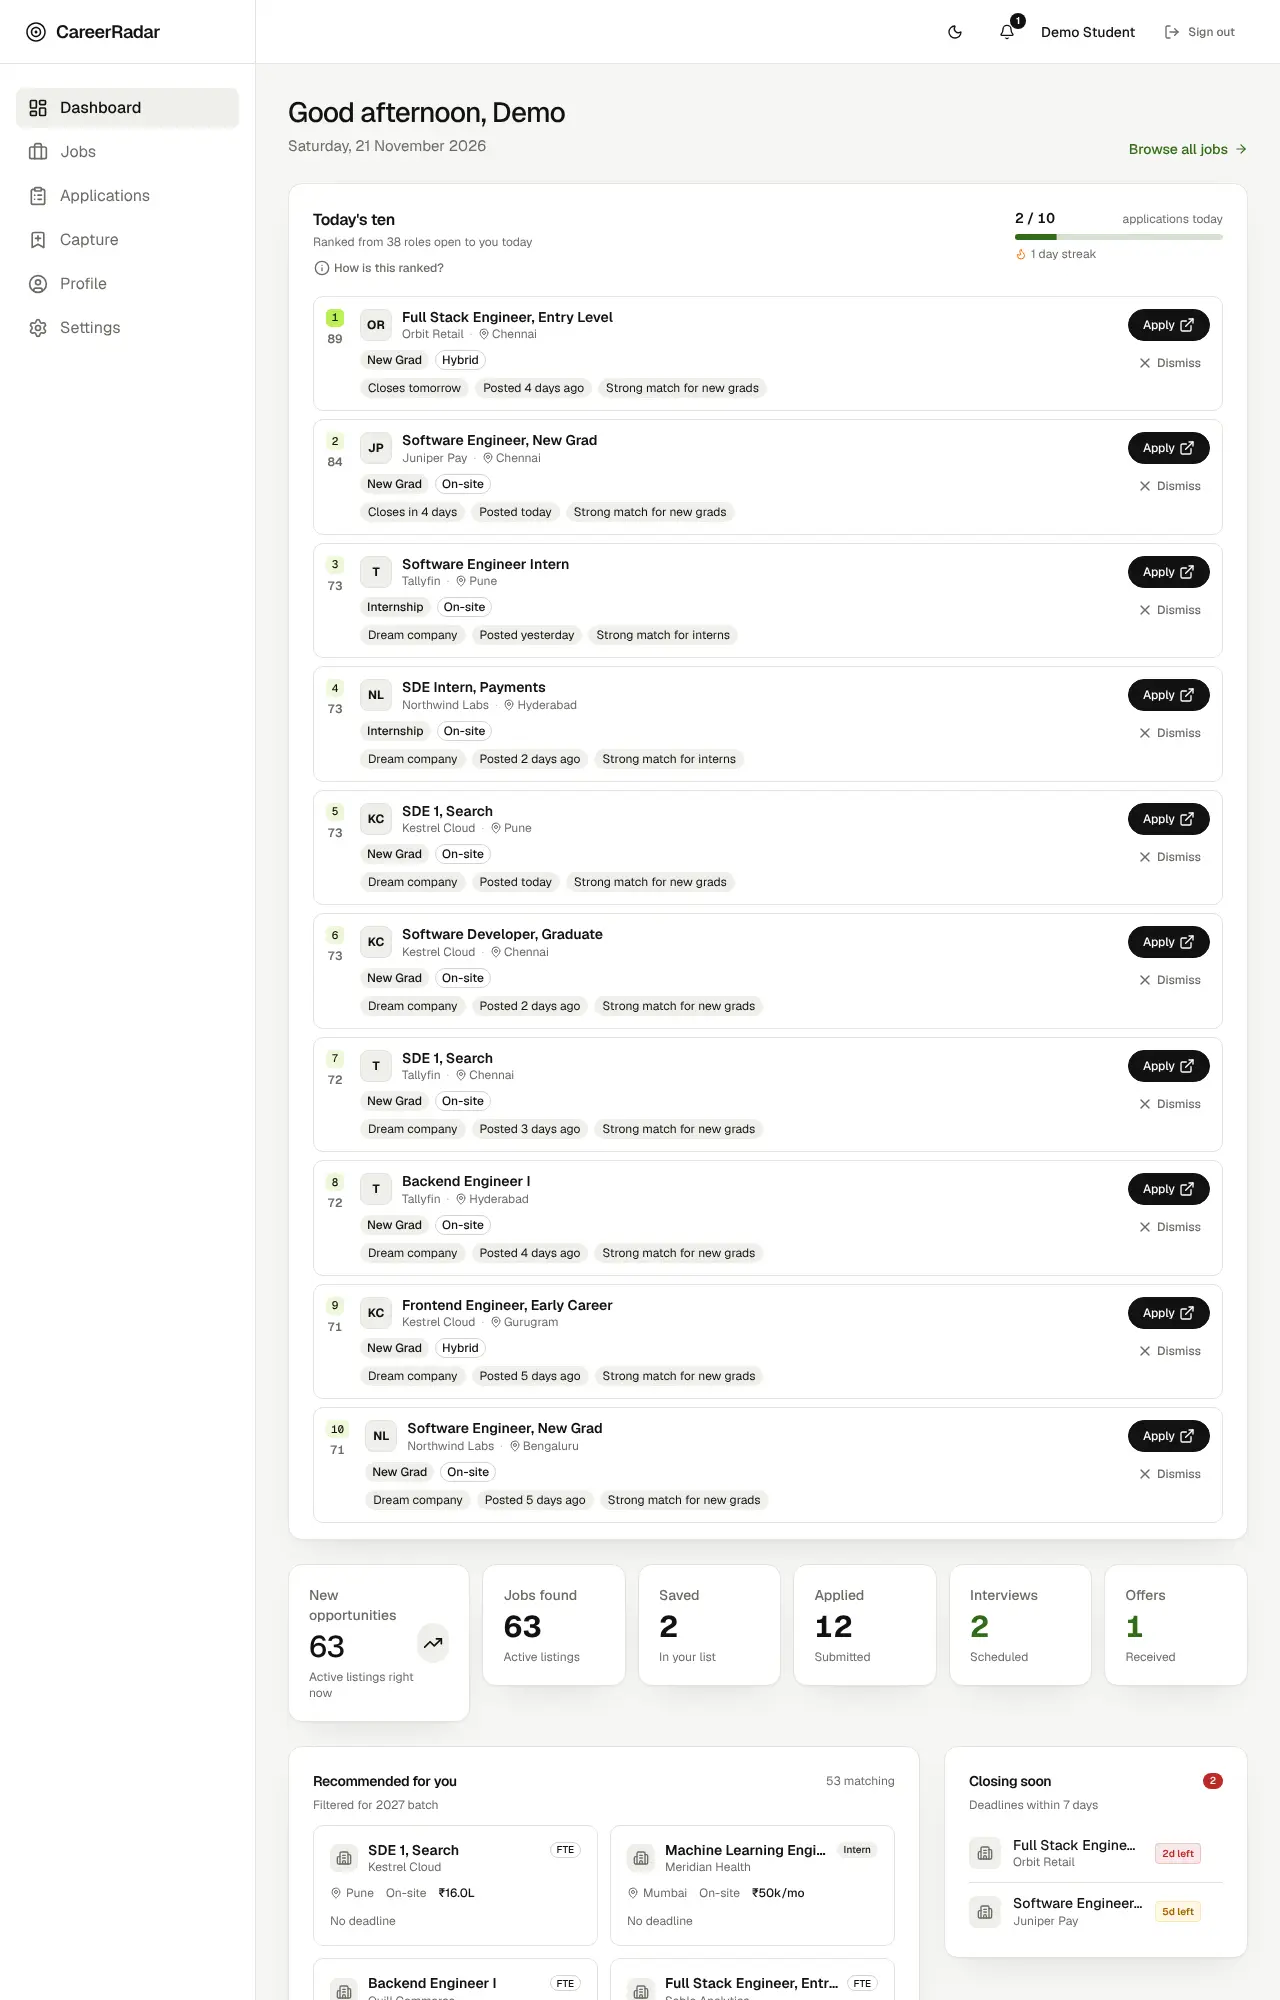 CareerRadar
1
Demo Student
Sign out
Dashboard
Jobs
Applications
Capture
Profile
Settings
Good afternoon, Demo
Saturday, 21 November 2026
Browse all jobs
Today's ten
Ranked from 38 roles open to you today
How is this ranked?
2 / 10
applications today
1 day streak
1
89
OR
Full Stack Engineer, Entry Level
Orbit Retail · Chennai
New Grad Hybrid
Closes tomorrow Posted 4 days ago Strong match for new grads
Apply
Dismiss
2
84
JP
Software Engineer, New Grad
Juniper Pay · Chennai
New Grad On-site
Closes in 4 days Posted today Strong match for new grads
Apply
Dismiss
3
73
T
Software Engineer Intern
Tallyfin · Pune
Internship On-site
Dream company Posted yesterday Strong match for interns
Apply
Dismiss
4
73
NL
SDE Intern, Payments
Northwind Labs · Hyderabad
Internship On-site
Dream company Posted 2 days ago Strong match for interns
Apply
Dismiss
5
73
KC
SDE 1, Search
Kestrel Cloud · Pune
New Grad On-site
Dream company Posted today Strong match for new grads
Apply
Dismiss
6
73
KC
Software Developer, Graduate
Kestrel Cloud · Chennai
New Grad On-site
Dream company Posted 2 days ago Strong match for new grads
Apply
Dismiss
7
72
T
SDE 1, Search
Tallyfin · Chennai
New Grad On-site
Dream company Posted 3 days ago Strong match for new grads
Apply
Dismiss
8
72
T
Backend Engineer I
Tallyfin · Hyderabad
New Grad On-site
Dream company Posted 4 days ago Strong match for new grads
Apply
Dismiss
9
71
KC
Frontend Engineer, Early Career
Kestrel Cloud · Gurugram
New Grad Hybrid
Dream company Posted 5 days ago Strong match for new grads
Apply
Dismiss
10
71
NL
Software Engineer, New Grad
Northwind Labs · Bengaluru
New Grad On-site
Dream company Posted 5 days ago Strong match for new grads
Apply
Dismiss
New
opportunities
63
Active listings right
now
Jobs found
63
Active listings
Saved
2
In your list
Applied
12
Submitted
Interviews
2
Scheduled
Offers
1
Received
Recommended for you
53 matching
Filtered for 2027 batch
SDE 1, Search
FTE
Kestrel Cloud
Pune On-site ₹16.0L
No deadline
Machine Learning Engi...
Intern
Meridian Health
Mumbai On-site ₹50k/mo
No deadline
Backend Engineer I
FTE
Full Stack Engineer, Entr...
FTE
Closing soon
2
Deadlines within 7 days
Full Stack Engine...
Orbit Retail
2d left
Software Engineer...
Juniper Pay
5d left